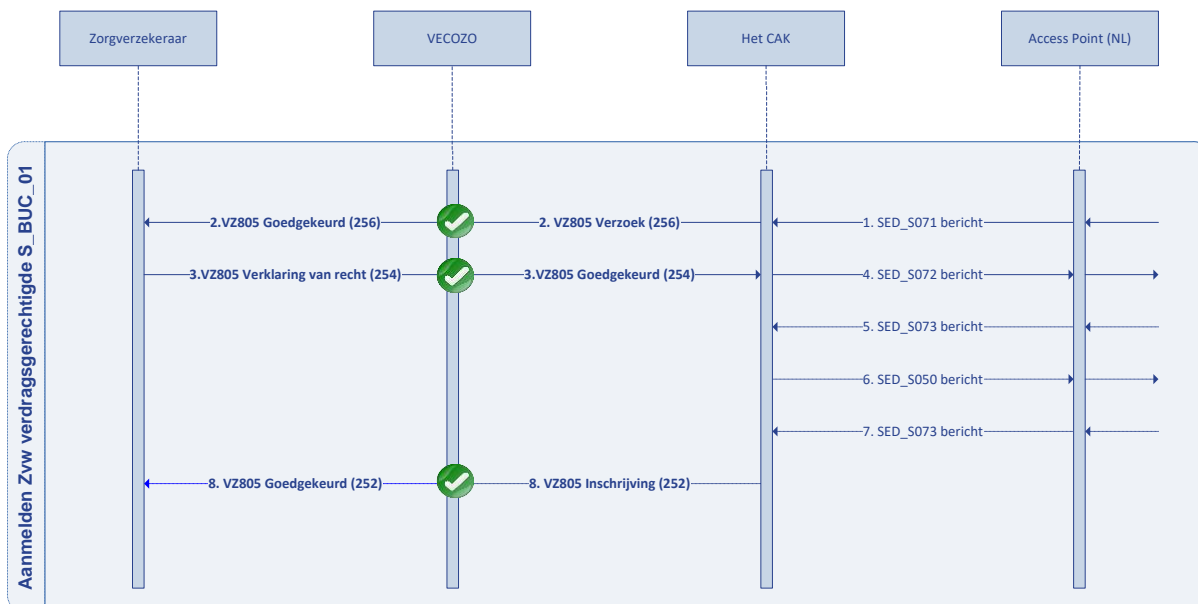 Zorgverzekeraar
VECOZO
Het CAK
Access Point (NL)
Aanmelden Zvw verdragsgerechtigde S_BUC_01
2.VZ805 Goedgekeurd (256)
2. VZ805 Verzoek (256)
1. SED_S071 bericht
3.VZ805 Verklaring van recht (254)
3.VZ805 Goedgekeurd (254)
4. SED_S072 bericht
5. SED_S073 bericht
6. SED_S050 bericht
7. SED_S073 bericht
8. VZ805 Goedgekeurd (252)
8. VZ805 Inschrijving (252)